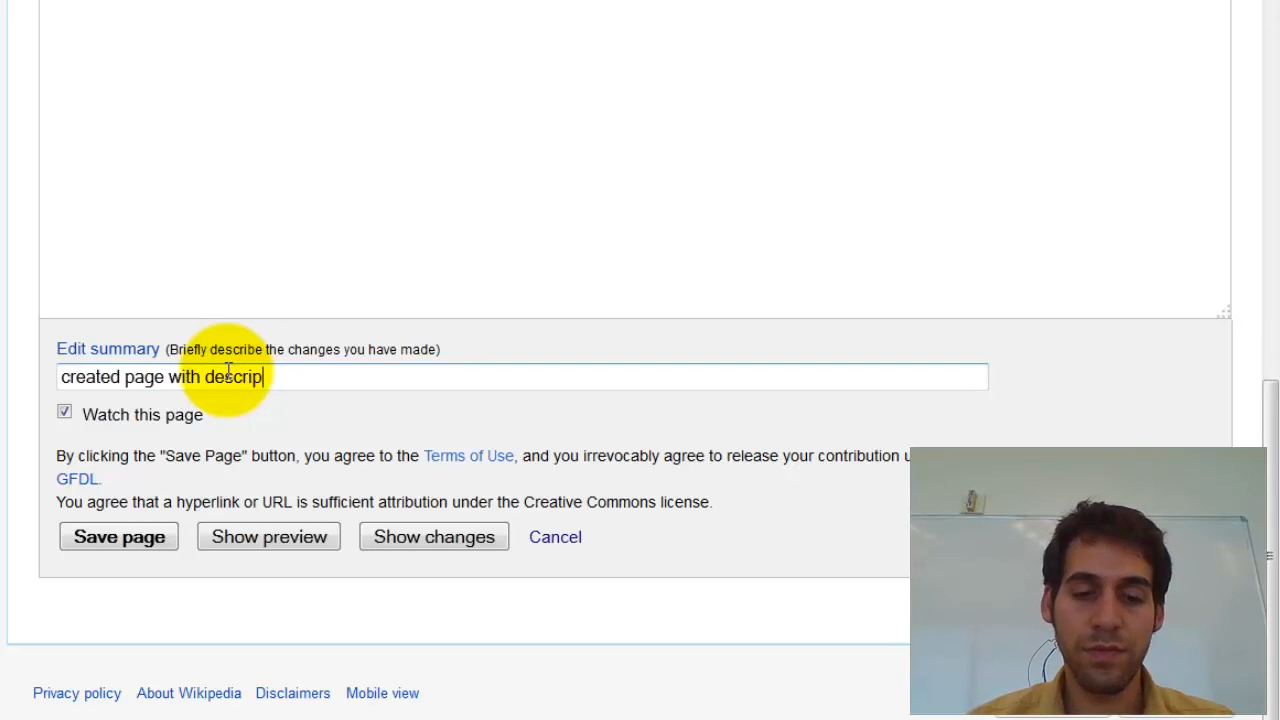 Edit summary (Briefly describe the changes you have made)
created page with descrip
Watch this page
By clicking the "Save Page" button, you agree to the Terms of Use, and you irrevocably agree to release your contribution
GFDL.
You agree that a hyperlink or URL is sufficient attribution under the Creative Commons license.
Save page Show preview Show changes Cancel
Privacy policy About Wikipedia Disclaimers Mobile view